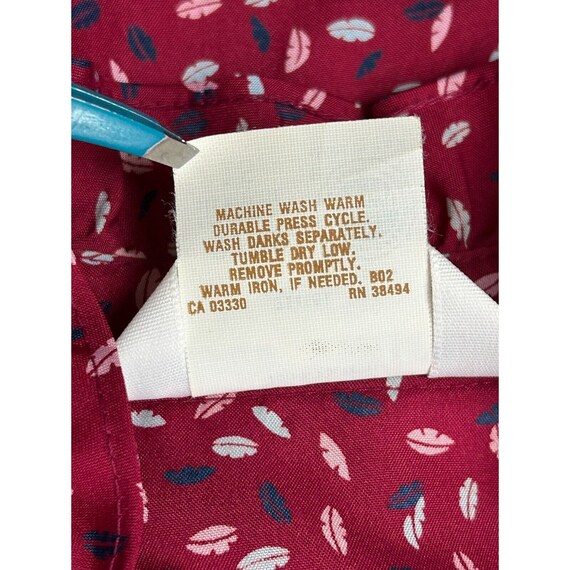 MACHINE WASH WARM
DURABLE PRESS CYCLE.
WASH DARKS SEPARATELY.
TUMBLE DRY LOW.
REMOVE PROMPTLY.
WARM IRON, IF NEEDED. B02
CA 03330 RN 38494